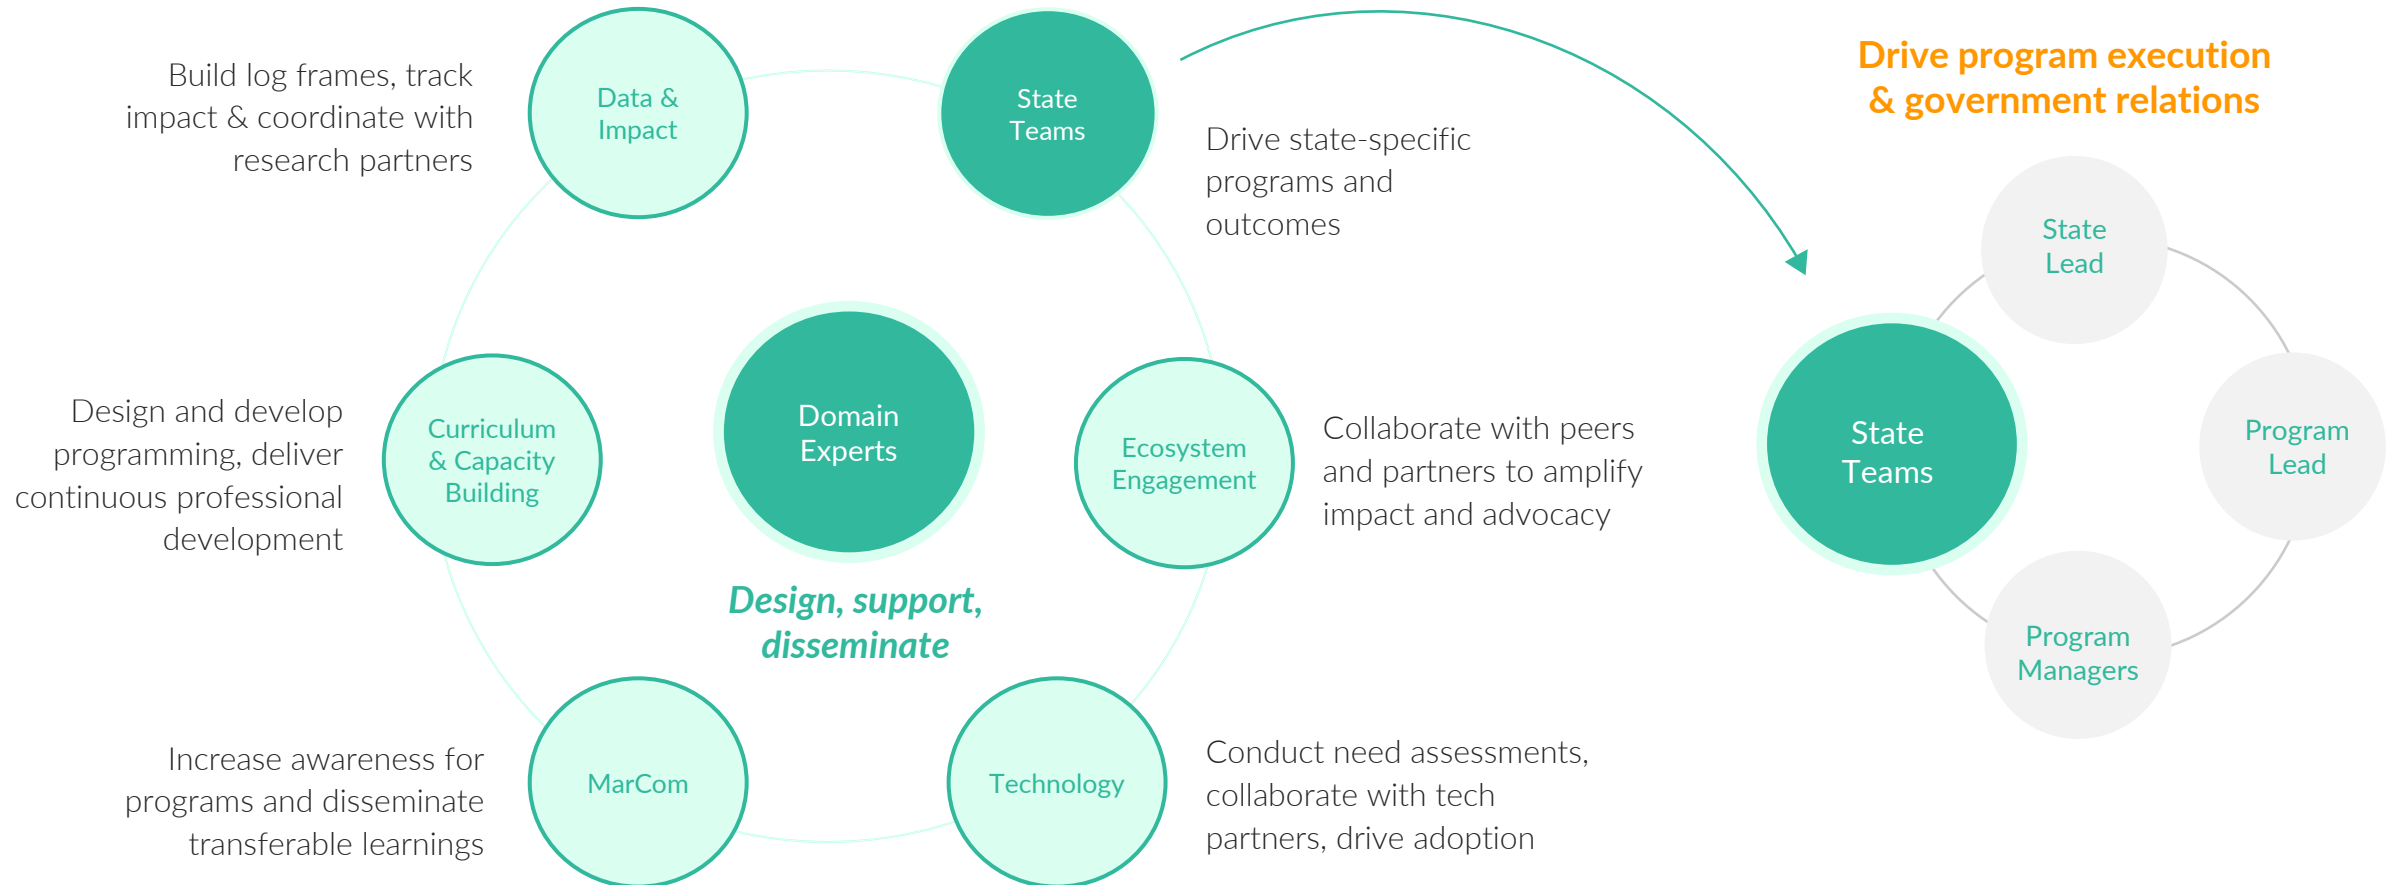 Build log frames, track
impact & coordinate with
research partners
Data &
Impact
State
Teams
Drive state-specific
programs and
outcomes
Design and develop
programming, deliver
continuous professional
development
Curriculum
& Capacity
Building
Domain
Experts
Design, support,
disseminate
Ecosystem
Engagement
Collaborate with peers
and partners to amplify
impact and advocacy
Increase awareness for
programs and disseminate
transferable learnings
MarCom
Technology
Conduct need assessments,
collaborate with tech
partners, drive adoption
Drive program execution
& government relations
State
Lead
State
Teams
Program
Lead
Program
Managers